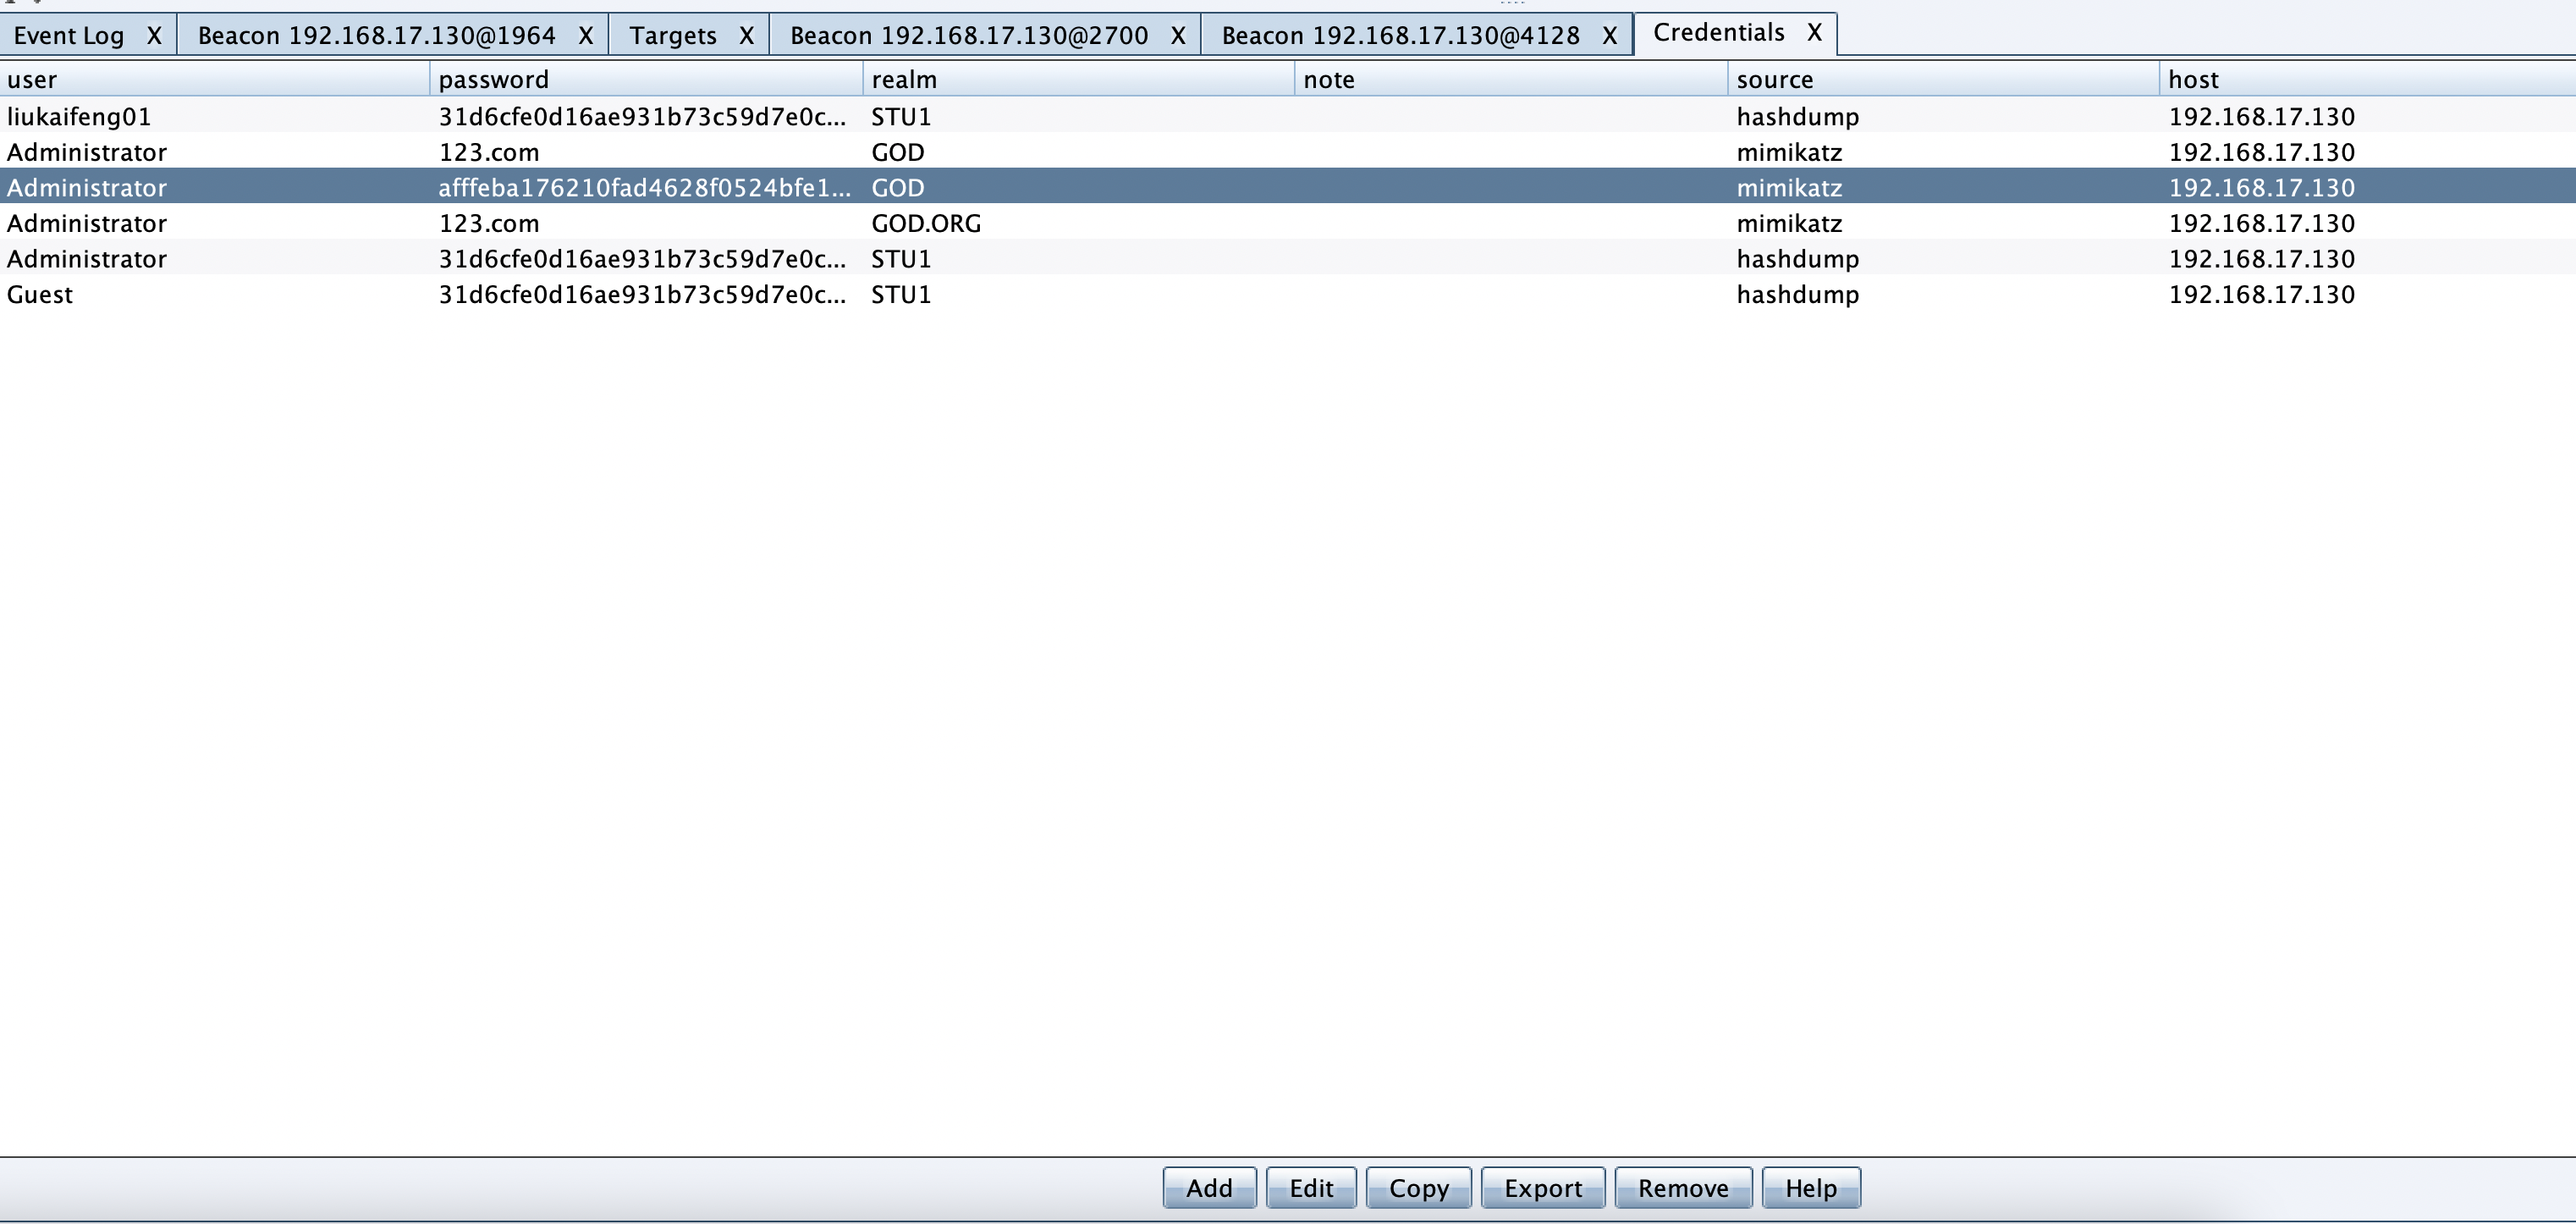 Event Log X Beacon 192.168.17.130@1964 X Targets X Beacon 192.168.17.130@2700 X Beacon 192.168.17.130@4128 X Credentials X
user password realm note source host
liukaifeng01 31d6cfe0d16ae931b73c59d7e0c... STU1 hashdump 192.168.17.130
Administrator 123.com GOD mimikatz 192.168.17.130
Administrator afffeba176210fad4628f0524bfe1... GOD mimikatz 192.168.17.130
Administrator 123.com GOD.ORG mimikatz 192.168.17.130
Administrator 31d6cfe0d16ae931b73c59d7e0c... STU1 hashdump 192.168.17.130
Guest 31d6cfe0d16ae931b73c59d7e0c... STU1 hashdump 192.168.17.130
Add Edit Copy Export Remove Help